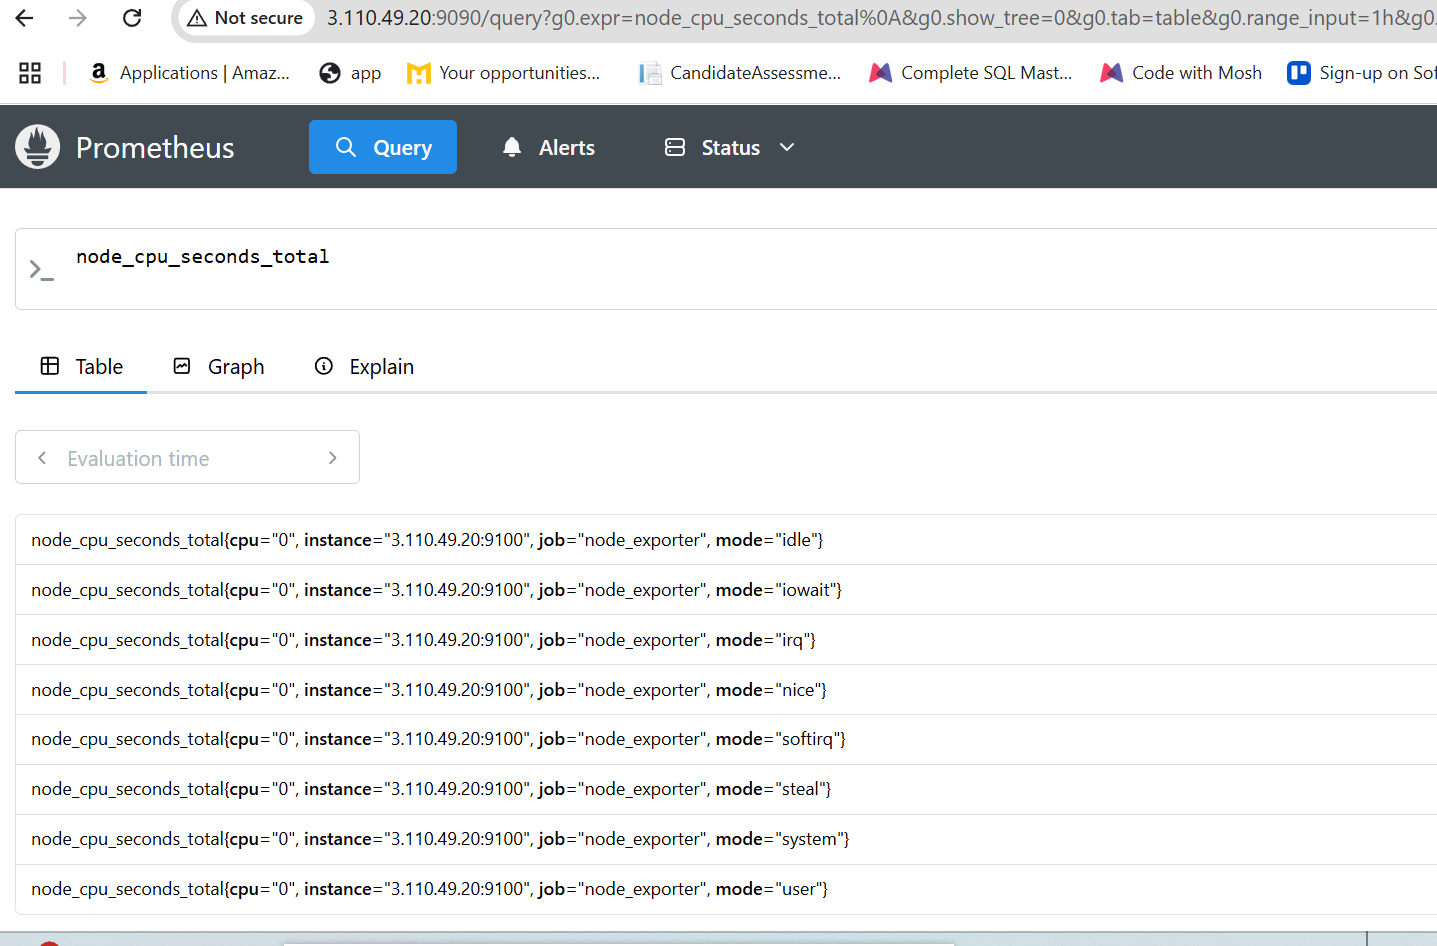 Not secure 3.110.49.20:9090/query?g0.expr=node_cpu_seconds_total%0A&g0.show_tree=0&g0.tab=table&g0.range_input=1h&g0.
Applications | Amaz... app Your opportunities... CandidateAssessme... Complete SQL Mast... Code with Mosh Sign-up on Sof
Prometheus Query Alerts Status
>_ node_cpu_seconds_total
Table Graph Explain
Evaluation time
node_cpu_seconds_total{cpu="0", instance="3.110.49.20:9100", job="node_exporter", mode="idle"}
node_cpu_seconds_total{cpu="0", instance="3.110.49.20:9100", job="node_exporter", mode="iowait"}
node_cpu_seconds_total{cpu="0", instance="3.110.49.20:9100", job="node_exporter", mode="irq"}
node_cpu_seconds_total{cpu="0", instance="3.110.49.20:9100", job="node_exporter", mode="nice"}
node_cpu_seconds_total{cpu="0", instance="3.110.49.20:9100", job="node_exporter", mode="softirq"}
node_cpu_seconds_total{cpu="0", instance="3.110.49.20:9100", job="node_exporter", mode="steal"}
node_cpu_seconds_total{cpu="0", instance="3.110.49.20:9100", job="node_exporter", mode="system"}
node_cpu_seconds_total{cpu="0", instance="3.110.49.20:9100", job="node_exporter", mode="user"}